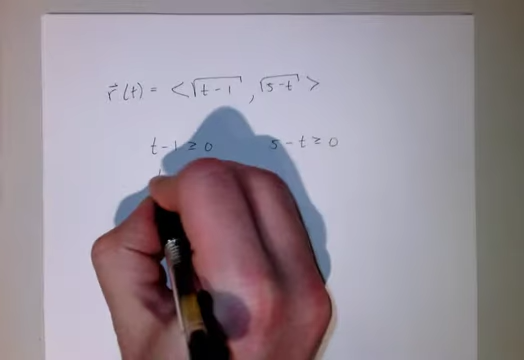 r⃗(t) = <√(t-1), √(5-t)>
t-1 ≥ 0 5-t ≥ 0